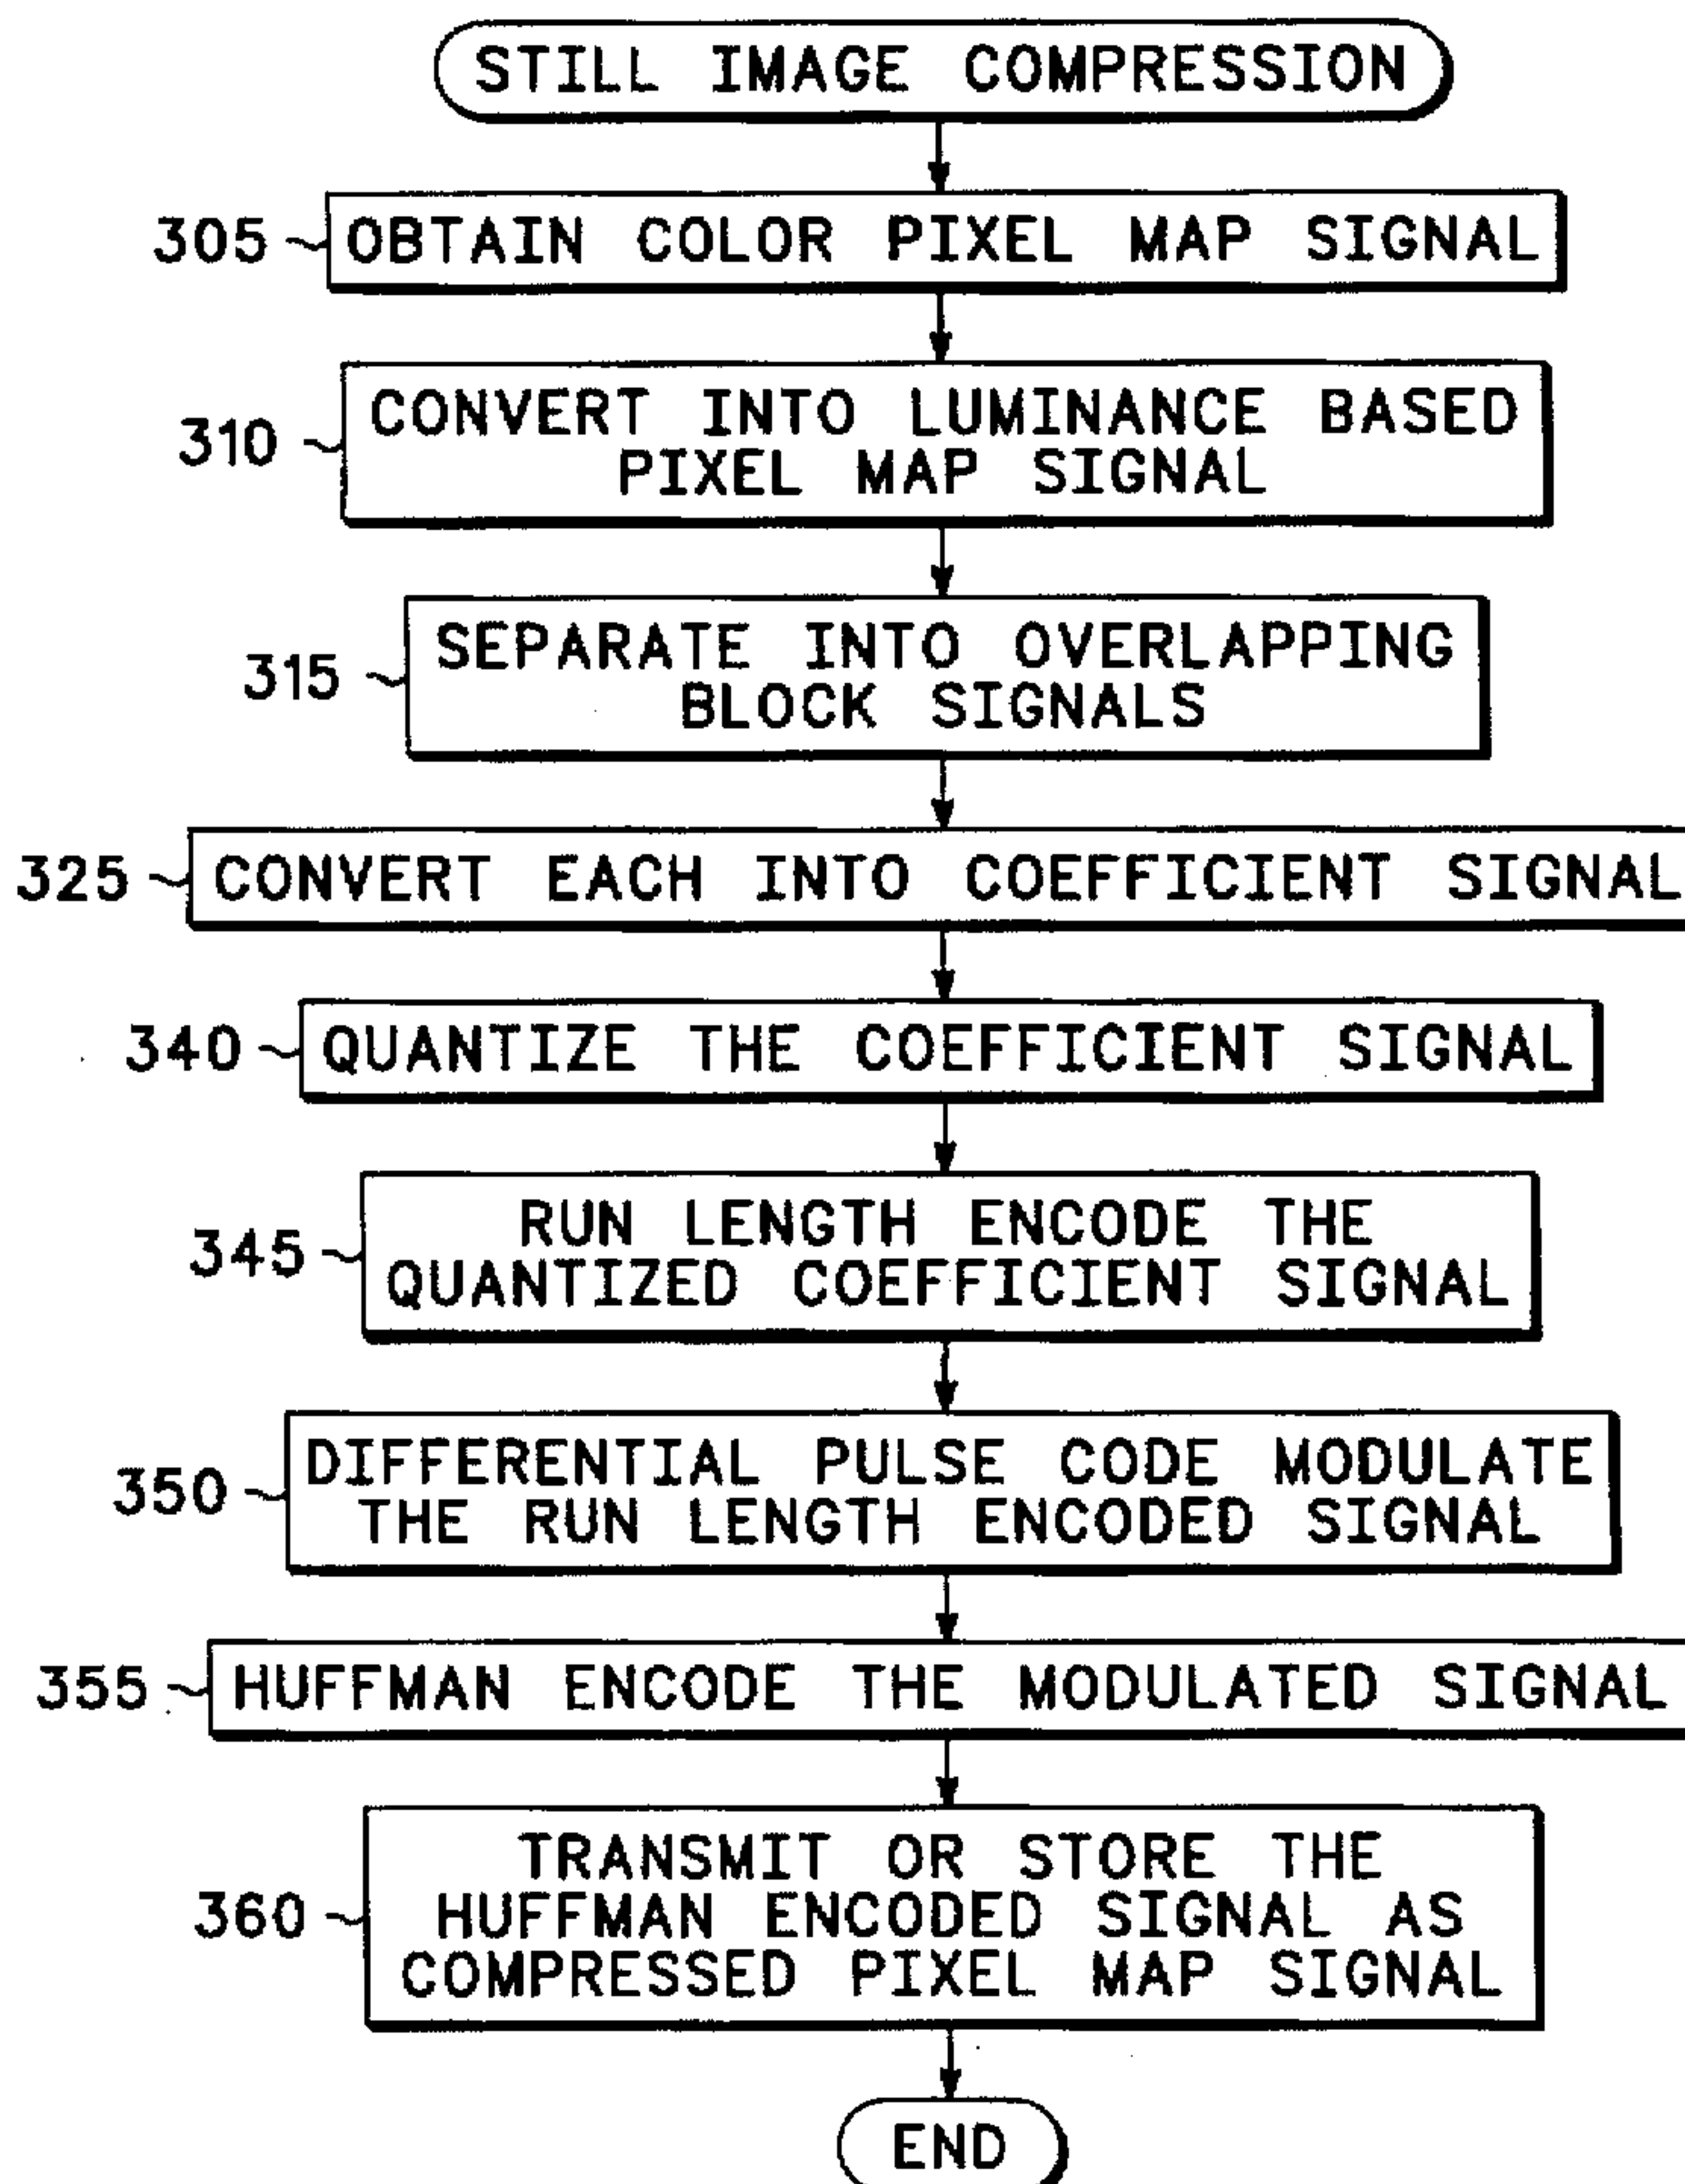 STILL IMAGE COMPRESSION
305 OBTAIN COLOR PIXEL MAP SIGNAL
310 CONVERT INTO LUMINANCE BASED
PIXEL MAP SIGNAL
315 SEPARATE INTO OVERLAPPING
BLOCK SIGNALS
325 CONVERT EACH INTO COEFFICIENT SIGNAL
340 QUANTIZE THE COEFFICIENT SIGNAL
345 RUN LENGTH ENCODE THE
QUANTIZED COEFFICIENT SIGNAL
350 DIFFERENTIAL PULSE CODE MODULATE
THE RUN LENGTH ENCODED SIGNAL
355 HUFFMAN ENCODE THE MODULATED SIGNAL
360 TRANSMIT OR STORE THE
HUFFMAN ENCODED SIGNAL AS
COMPRESSED PIXEL MAP SIGNAL
END